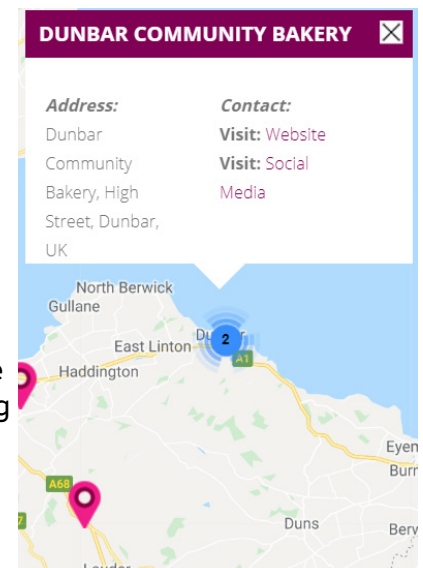 DUNBAR COMMUNITY BAKERY
Address:
Dunbar
Community
Bakery, High
Street, Dunbar,
UK
Contact:
Visit: Website
Visit: Social
Media
North Berwick
Gullane
East Linton
2
A1
Haddington
A68
Duns